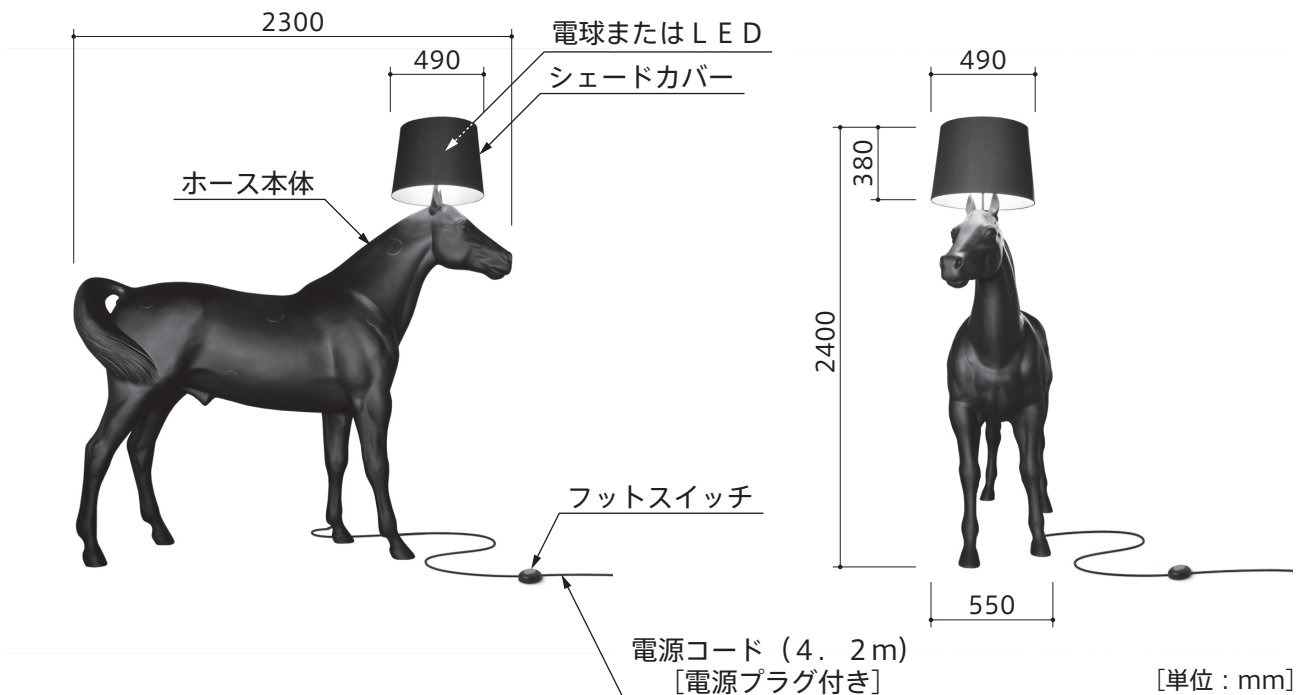 2300
電球またはＬＥＤ
490
シェードカバー
ホース本体
フットスイッチ
電源コード（４．２ｍ）
［電源プラグ付き］
490
380
2400
550
［単位：mm］